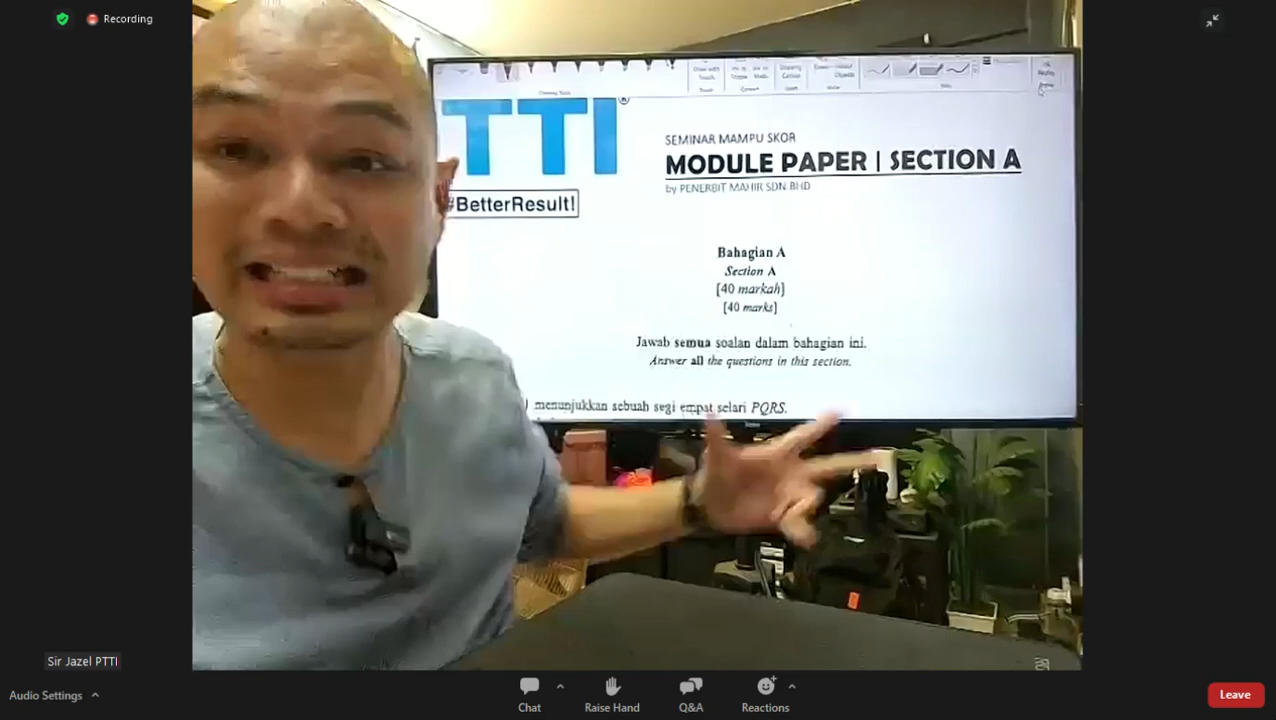 Recording
TTI®
#BetterResult!
SEMINAR MAMPU SKOR
MODULE PAPER | SECTION A
by PENERBIT MAHIR SDN BHD
Bahagian A
Section A
[40 markah]
[40 marks]
Jawab semua soalan dalam bahagian ini.
Answer all the questions in this section.
) menunjukkan sebuah segi empat selari PQRS.
Sir Jazel PTTI
Audio Settings
Chat
Raise Hand
Q&A
Reactions
Leave